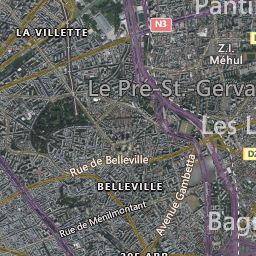 Panti
N3
LA VILLETTE
D
Z.I.
Méhul
Le Pré-St.-Gerva
Les L
D2
Rue de Belleville
BELLEVILLE
Avenue Gambetta
Rue de Ménilmontant
Bag
20E ARR